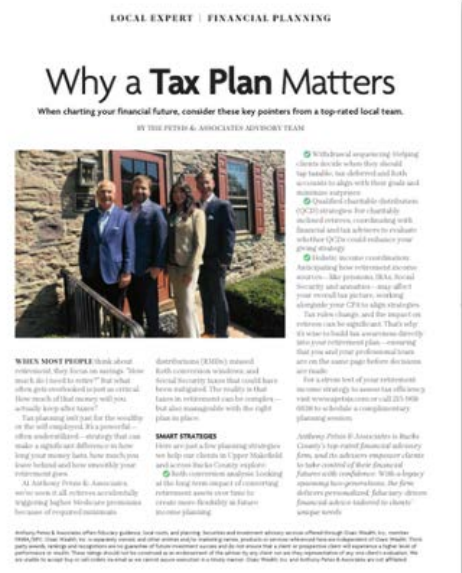 LOCAL EXPERT | FINANCIAL PLANNING
Why a Tax Plan Matters
When charting your financial future, consider these key pointers from a top-rated local team.
BY THE PETSIS & ASSOCIATES ADVISORY TEAM
WHEN MOST PEOPLE think about
retirement, they focus on savings. "How
much do I need to retire?" But what
often gets overlooked is just as critical:
How much of that money will you
actually keep after taxes?
Tax planning isn't just for the wealthy
or the self-employed. It's a powerful—
often underutilized—strategy that can
make a significant difference in how
long your money lasts, how much you
leave behind and how smoothly your
retirement goes.
At Anthony Petsis & Associates,
we've seen it all: retirees accidentally
triggering higher Medicare premiums
because of required minimum
distributions (RMDs), missed
Roth conversion windows, and
Social Security taxes that could have
been mitigated. The reality is that
taxes in retirement can be complex—
but also manageable with the right
plan in place.
SMART STRATEGIES
Here are just a few planning strategies
we help our clients in Upper Makefield
and across Bucks County explore:
Roth conversion analysis: Looking
at the long-term impact of converting
retirement assets over time to
create more flexibility in future
income planning.
Withdrawal sequencing: Helping
clients decide when they should
tap taxable, tax-deferred and Roth
accounts to align with their goals and
minimize surprises.
Qualified charitable distribution
(QCD) strategies: For charitably
inclined retirees, coordinating with
financial and tax advisers to evaluate
whether QCDs could enhance your
giving strategy.
Holistic income coordination:
Anticipating how retirement income
sources—like pensions, IRAs, Social
Security and annuities—may affect
your overall tax picture, working
alongside your CPA to align strategies.
Tax rules change, and the impact on
retirees can be significant. That's why
it's wise to build tax awareness directly
into your retirement plan—ensuring
that you and your professional team
are on the same page before decisions
are made.
For a stress test of your retirement
income strategy to assess tax efficiency,
visit www.apetsis.com or call
to schedule a complimentary
planning session.
Anthony Petsis & Associates is Bucks
County's top-rated financial advisory
firm, and its advisers empower clients
to take control of their financial
futures with confidence. With a legacy
spanning two generations, the firm
delivers personalized, fiduciary-driven
financial advice tailored to clients'
unique needs.